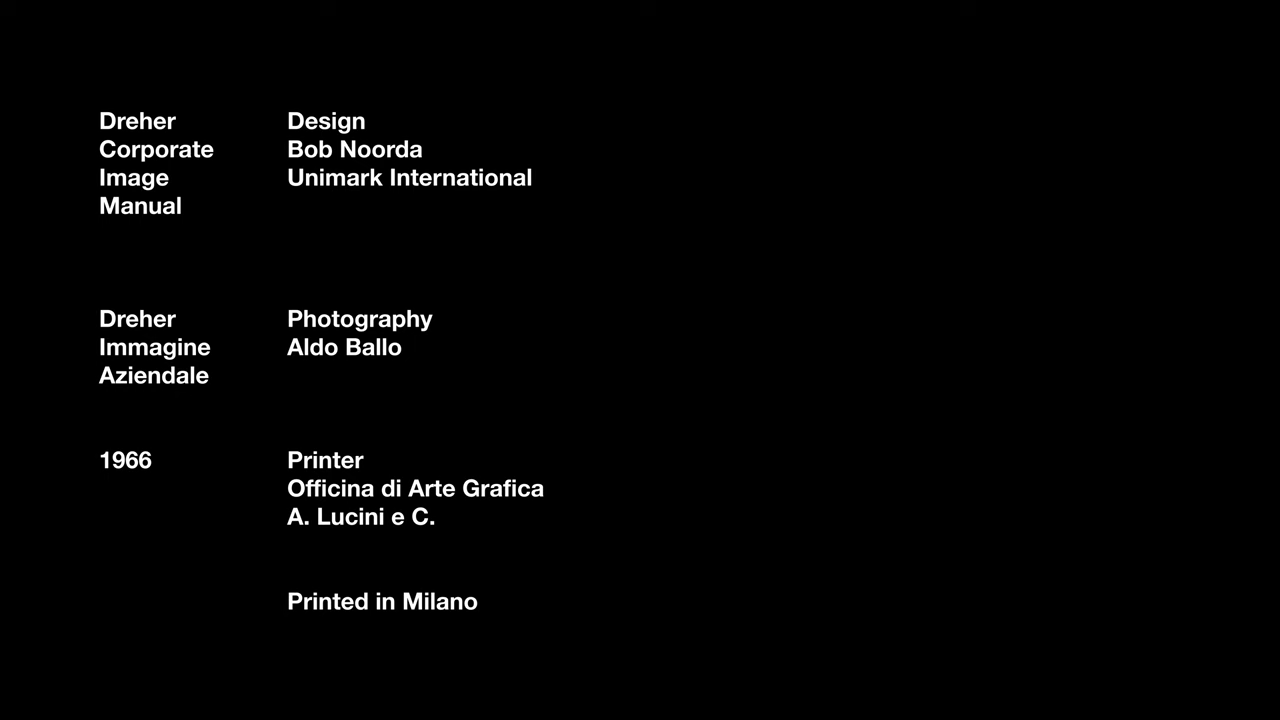 Dreher
Corporate
Image
Manual
Design
Bob Noorda
Unimark International
Dreher
Immagine
Aziendale
Photography
Aldo Ballo
1966
Printer
Officina di Arte Grafica
A. Lucini e C.
Printed in Milano